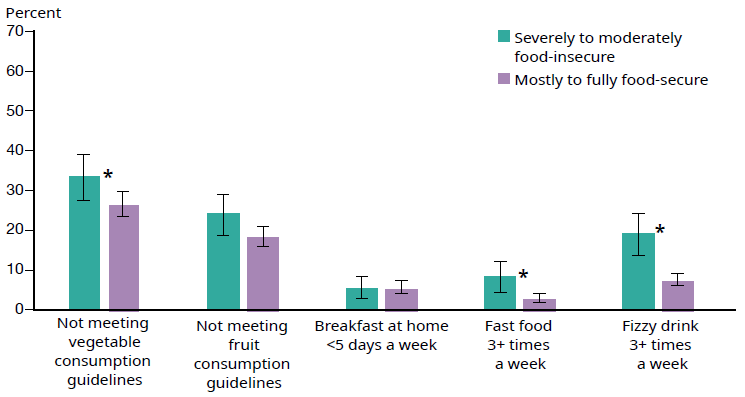 Percent
70
60
50
40
30
20
10
0
Severely to moderately
food-insecure
Mostly to fully food-secure
*
*
*
Not meeting
vegetable
consumption
guidelines
Not meeting
fruit
consumption
guidelines
Breakfast at home
<5 days a week
Fast food
3+ times
a week
Fizzy drink
3+ times
a week